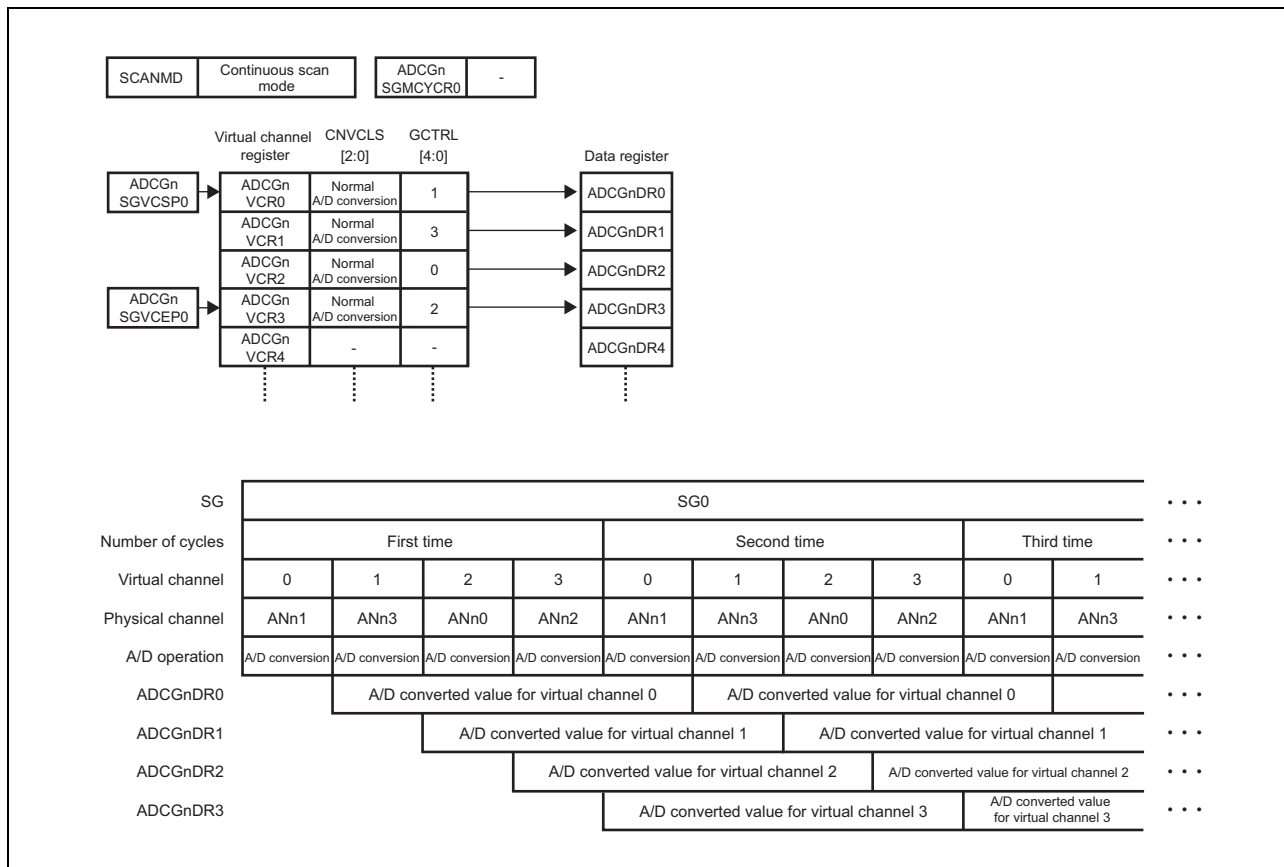 SCANMD
Continuous scan
mode
ADCGn
SGMCYCR0
-
Virtual channel
register
CNVCLS
[2:0]
GCTRL
[4:0]
Data register
ADCGn
SGVCSP0
ADCGn
VCR0
Normal
A/D conversion
1
ADCGnDR0
ADCGn
VCR1
Normal
A/D conversion
3
ADCGnDR1
ADCGn
VCR2
Normal
A/D conversion
0
ADCGnDR2
ADCGn
SGVCEP0
ADCGn
VCR3
Normal
A/D conversion
2
ADCGnDR3
ADCGn
VCR4
-
-
ADCGnDR4
SG
SG0
Number of cycles
First time
Second time
Third time
Virtual channel
0
1
2
3
0
1
2
3
0
1
Physical channel
ANn1
ANn3
ANn0
ANn2
ANn1
ANn3
ANn0
ANn2
ANn1
ANn3
A/D operation
A/D conversion
A/D conversion
A/D conversion
A/D conversion
A/D conversion
A/D conversion
A/D conversion
A/D conversion
A/D conversion
A/D conversion
ADCGnDR0
A/D converted value for virtual channel 0
A/D converted value for virtual channel 0
ADCGnDR1
A/D converted value for virtual channel 1
A/D converted value for virtual channel 1
ADCGnDR2
A/D converted value for virtual channel 2
A/D converted value for virtual channel 2
ADCGnDR3
A/D converted value for virtual channel 3
A/D converted value
for virtual channel 3